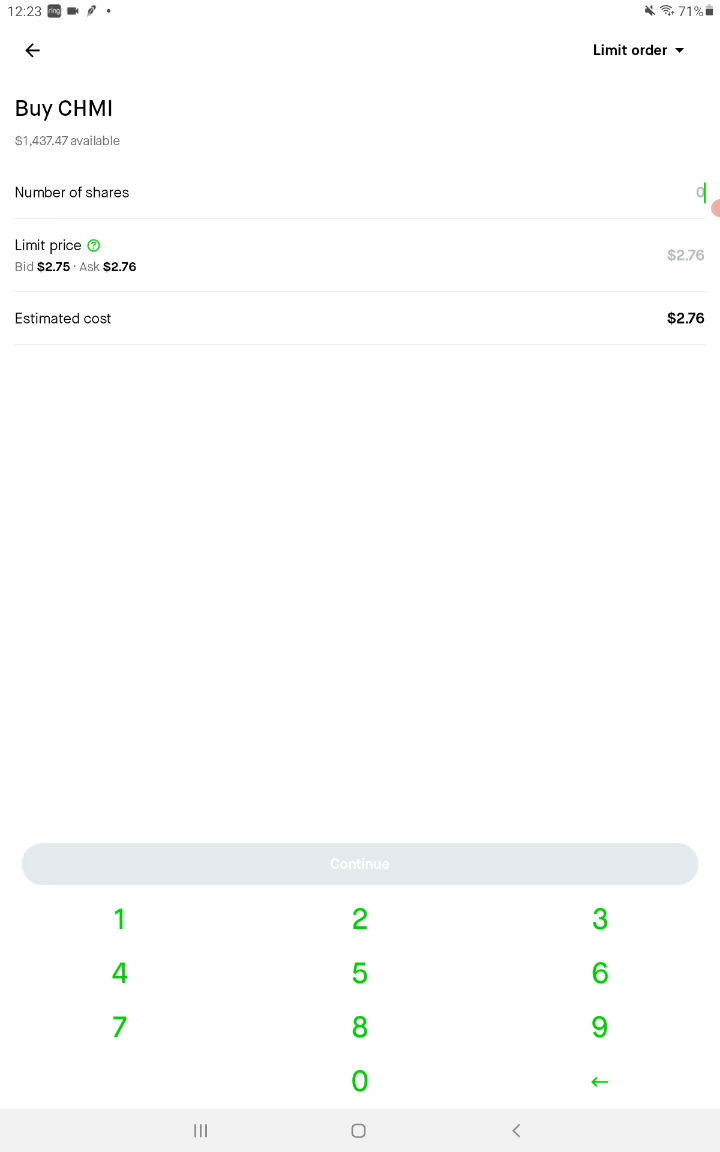 12:23 ring 71%
Limit order
Buy CHMI
$1,437.47 available
Number of shares 0
Limit price ?
Bid $2.75 · Ask $2.76
$2.76
Estimated cost $2.76
Continue
1 2 3
4 5 6
7 8 9
0 ←